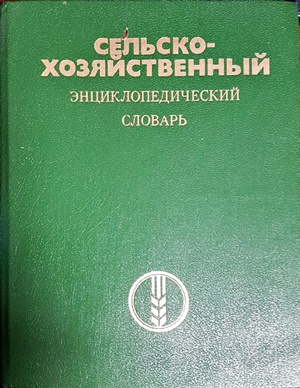 СЕЛЬСКО-
ХОЗЯЙСТВЕННЫЙ
ЭНЦИКЛОПЕДИЧЕСКИЙ
СЛОВАРЬ